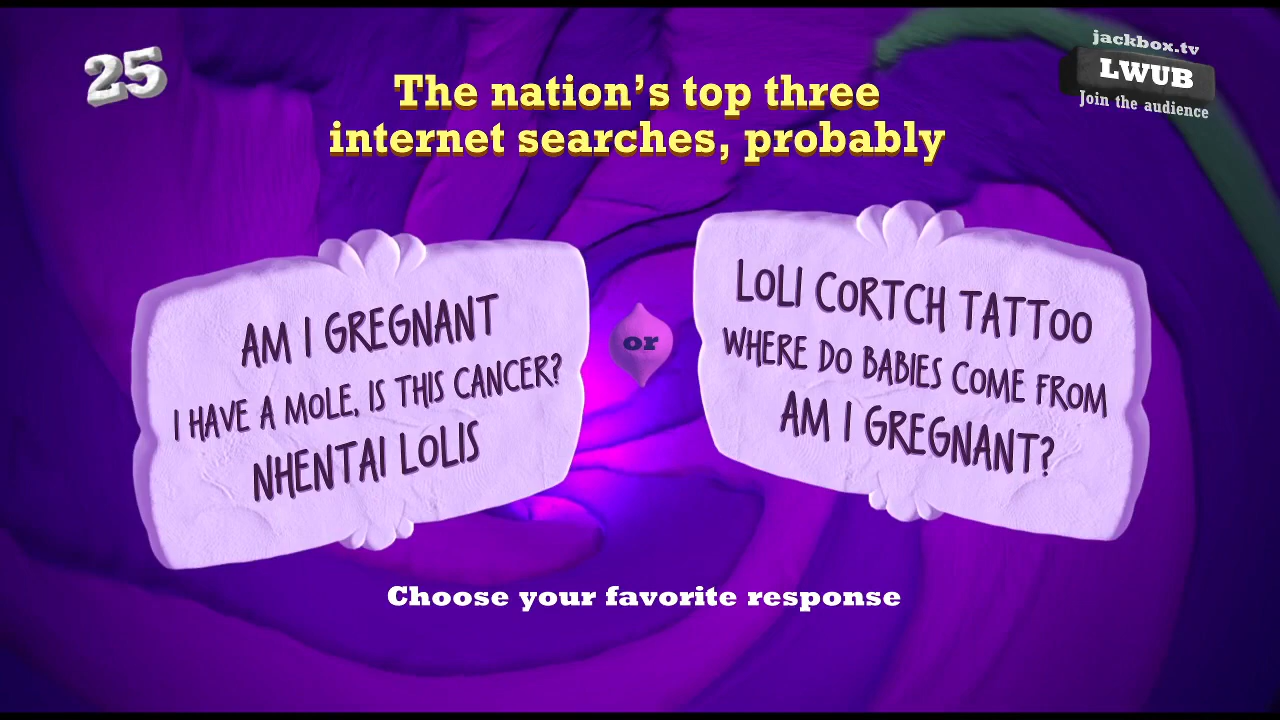 25
The nation's top three
internet searches, probably
jackbox.tv
LWUB
Join the audience
AM I GREGNANT
I HAVE A MOLE, IS THIS CANCER?
NHENTAI LOLIS
or
LOLI CORTCH TATTOO
WHERE DO BABIES COME FROM
AM I GREGNANT?
Choose your favorite response